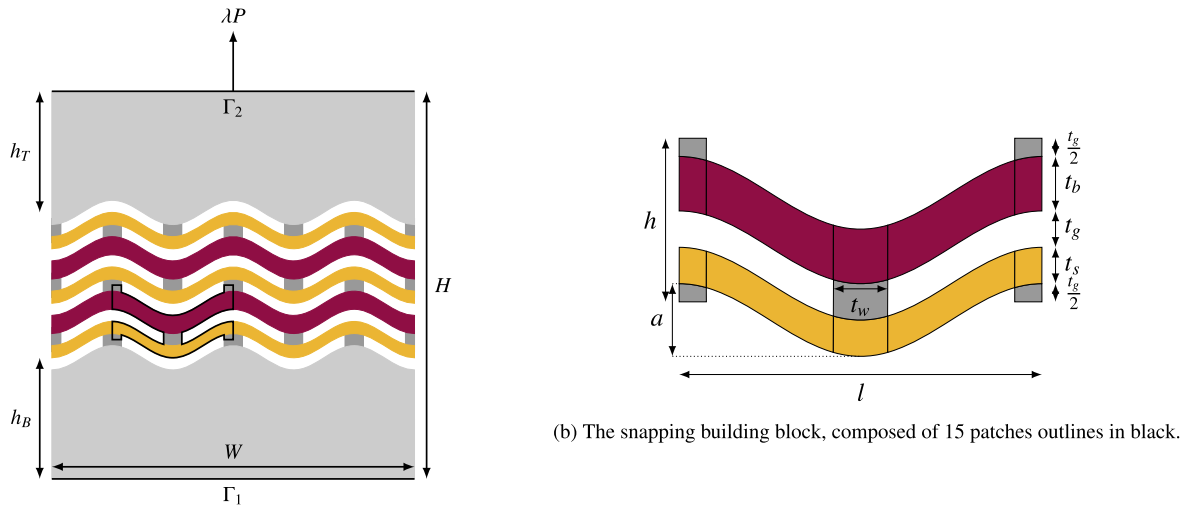 λP
Γ₂
h_T
H
h_B
W
Γ₁
t_g/2
t_b
h
t_g
t_s
t_g/2
a
t_w
l
(b) The snapping building block, composed of 15 patches outlines in black.